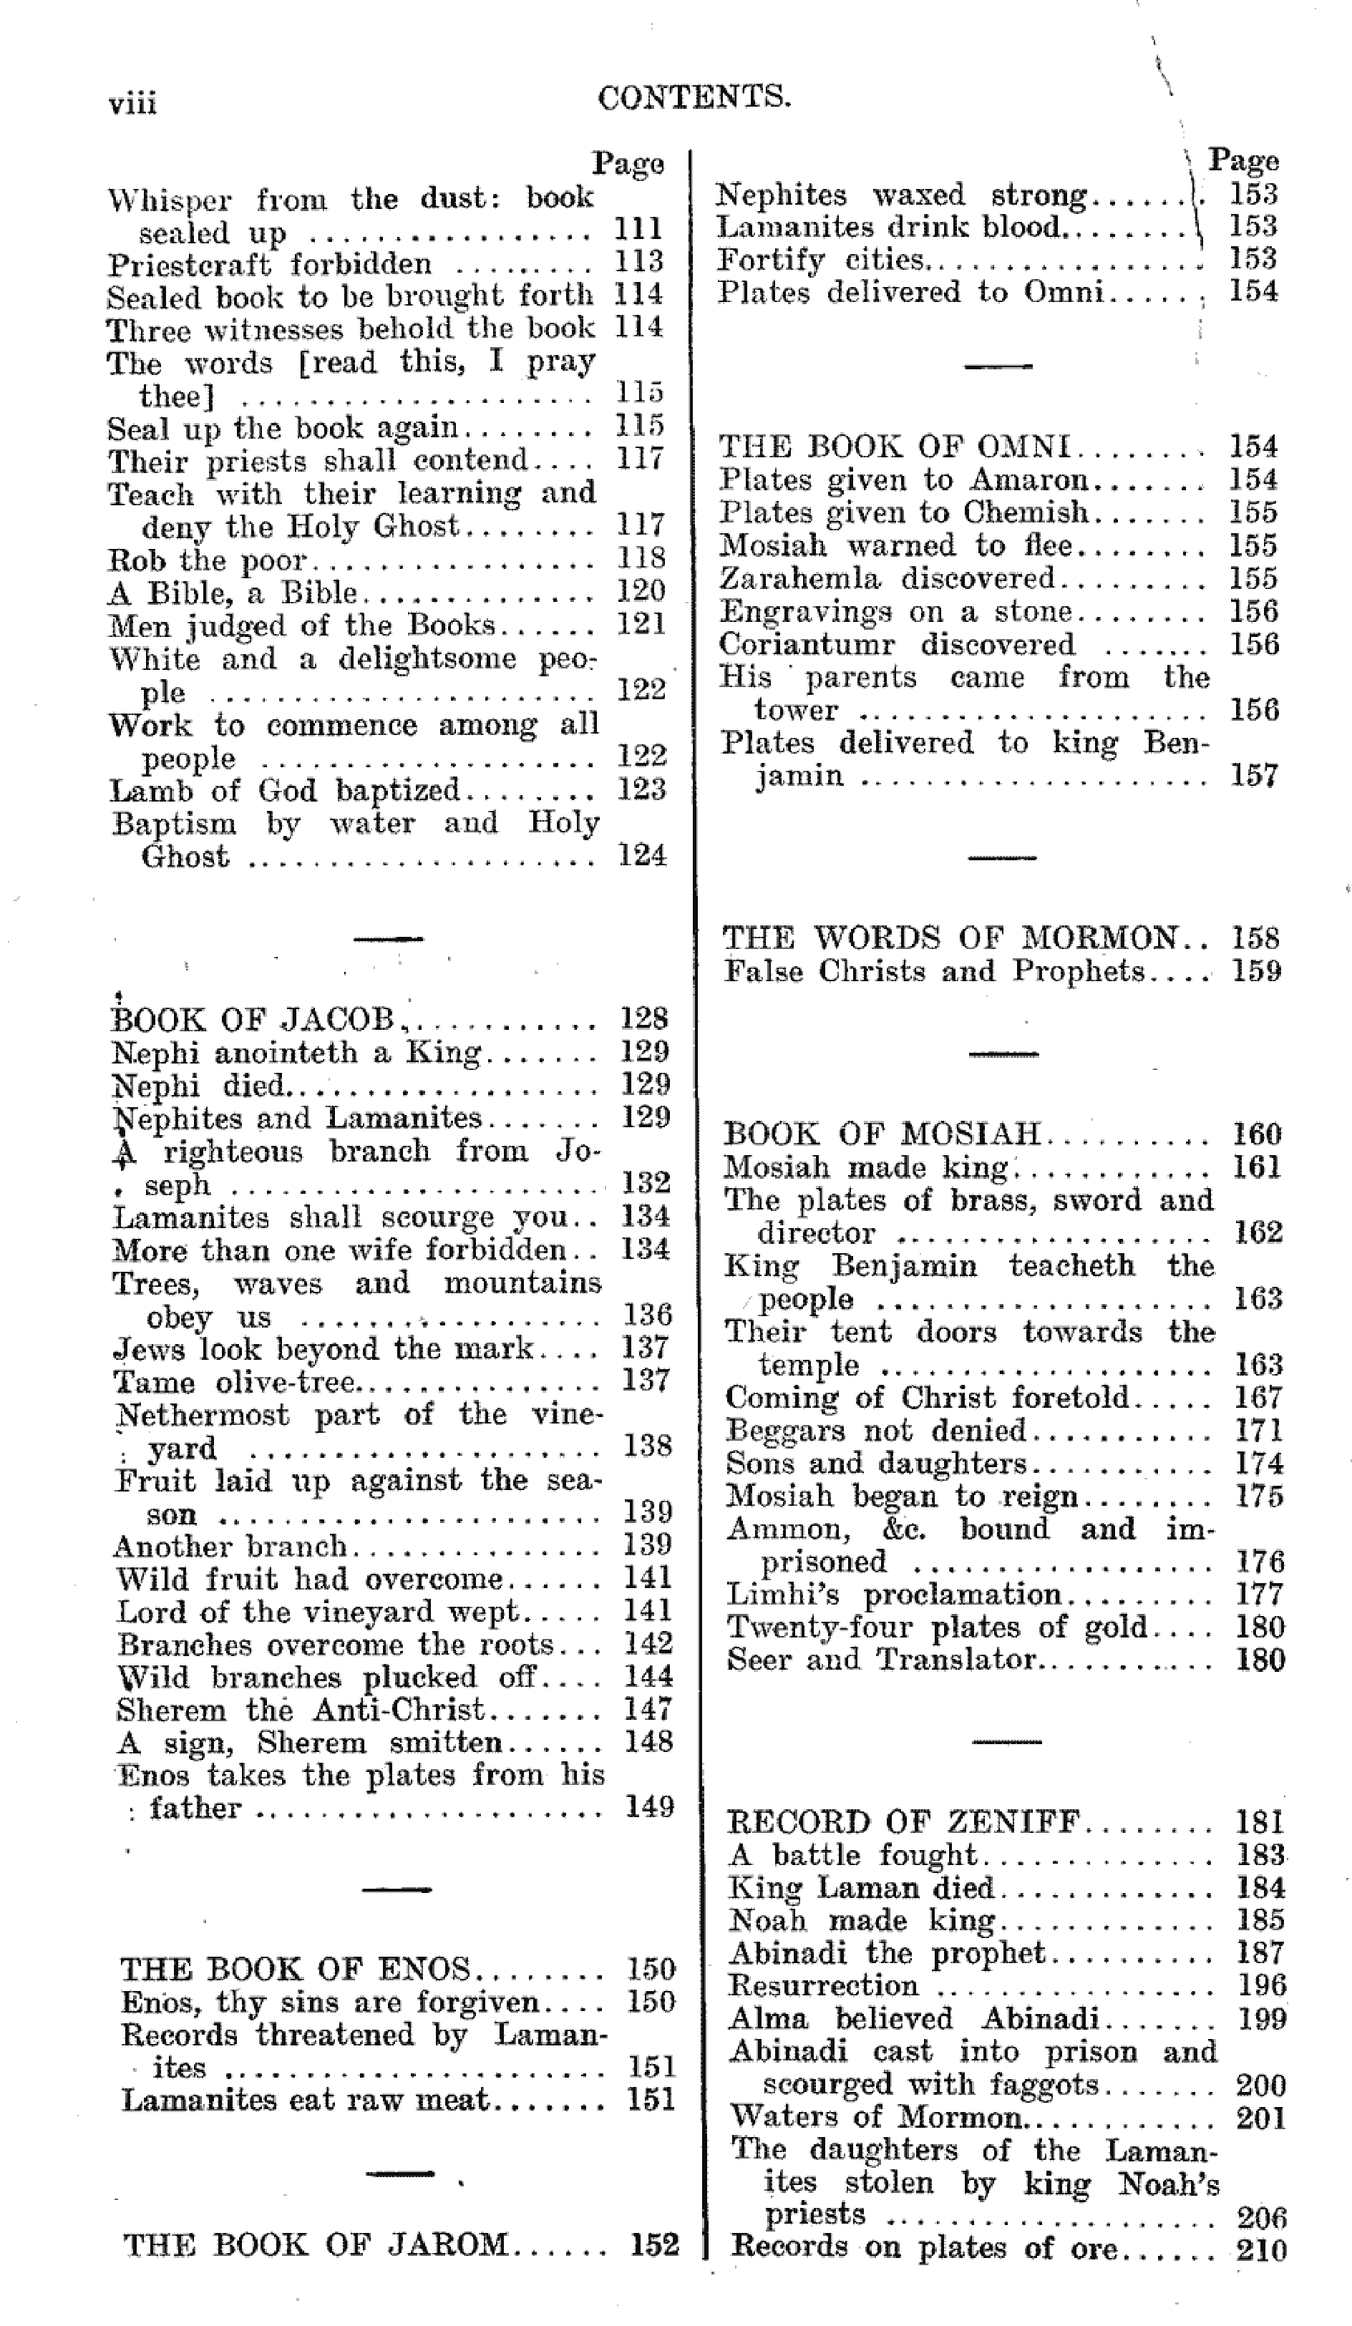 viii
CONTENTS.
Page
Whisper from the dust: book
sealed up ................. 111
Priestcraft forbidden ......... 113
Sealed book to be brought forth 114
Three witnesses behold the book 114
The words [read this, I pray
thee] ..................... 115
Seal up the book again........ 115
Their priests shall contend.... 117
Teach with their learning and
deny the Holy Ghost........ 117
Rob the poor.................. 118
A Bible, a Bible............... 120
Men judged of the Books...... 121
White and a delightsome peo-
ple ....................... 122
Work to commence among all
people .................... 122
Lamb of God baptized........ 123
Baptism by water and Holy
Ghost ..................... 124
BOOK OF JACOB............. 128
Nephi anointeth a King....... 129
Nephi died.................... 129
Nephites and Lamanites....... 129
A righteous branch from Jo-
seph ...................... 132
Lamanites shall scourge you.. 134
More than one wife forbidden.. 134
Trees, waves and mountains
obey us .................. 136
Jews look beyond the mark.... 137
Tame olive-tree............... 137
Nethermost part of the vine-
yard ..................... 138
Fruit laid up against the sea-
son ....................... 139
Another branch................ 139
Wild fruit had overcome...... 141
Lord of the vineyard wept..... 141
Branches overcome the roots... 142
Wild branches plucked off.... 144
Sherem the Anti-Christ....... 147
A sign, Sherem smitten...... 148
Enos takes the plates from his
father ..................... 149
THE BOOK OF ENOS........ 150
Enos, thy sins are forgiven.... 150
Records threatened by Laman-
ites ....................... 151
Lamanites eat raw meat....... 151
THE BOOK OF JAROM...... 152
Page
Nephites waxed strong....... 153
Lamanites drink blood........ 153
Fortify cities................. 153
Plates delivered to Omni...... 154
THE BOOK OF OMNI........ 154
Plates given to Amaron....... 154
Plates given to Chemish....... 155
Mosiah warned to flee........ 155
Zarahemla discovered......... 155
Engravings on a stone........ 156
Coriantumr discovered ....... 156
His parents came from the
tower ..................... 156
Plates delivered to king Ben-
jamin ..................... 157
THE WORDS OF MORMON.. 158
False Christs and Prophets.... 159
BOOK OF MOSIAH.......... 160
Mosiah made king............. 161
The plates of brass, sword and
director ................... 162
King Benjamin teacheth the
people .................... 163
Their tent doors towards the
temple .................... 163
Coming of Christ foretold..... 167
Beggars not denied........... 171
Sons and daughters........... 174
Mosiah began to reign........ 175
Ammon, &c. bound and im-
prisoned .................. 176
Limhi's proclamation......... 177
Twenty-four plates of gold.... 180
Seer and Translator........... 180
RECORD OF ZENIFF........ 181
A battle fought.............. 183
King Laman died............. 184
Noah made king............. 185
Abinadi the prophet.......... 187
Resurrection ................. 196
Alma believed Abinadi....... 199
Abinadi cast into prison and
scourged with faggots....... 200
Waters of Mormon............ 201
The daughters of the Laman-
ites stolen by king Noah's
priests .................... 206
Records on plates of ore...... 210